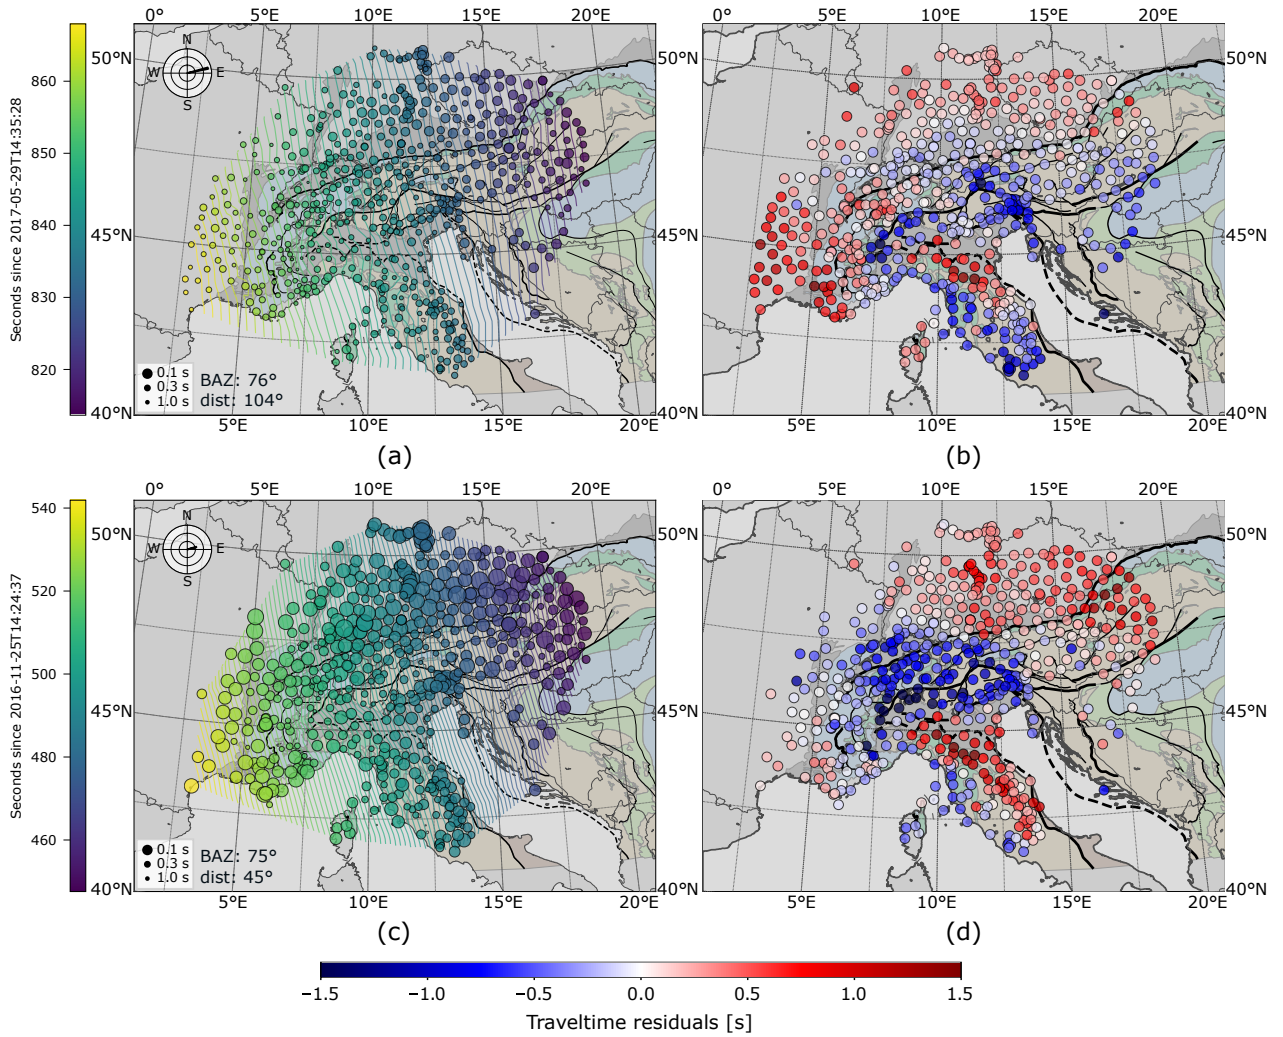 0° 5°E 10°E 15°E 20°E
0° 5°E 10°E 15°E 20°E
50°N
45°N
40°N
50°N
45°N
40°N
50°N
45°N
40°N
Seconds since 2017-05-29T14:35:28
860
850
840
830
820
N
W E
S
0.1 s
0.3 s
1.0 s
BAZ: 76°
dist: 104°
5°E 10°E 15°E 20°E
5°E 10°E 15°E 20°E
(a)
(b)
0° 5°E 10°E 15°E 20°E
0° 5°E 10°E 15°E 20°E
50°N
45°N
40°N
50°N
45°N
40°N
Seconds since 2016-11-25T14:24:37
540
520
500
480
460
N
W E
S
0.1 s
0.3 s
1.0 s
BAZ: 75°
dist: 45°
5°E 10°E 15°E 20°E
5°E 10°E 15°E 20°E
(c)
(d)
−1.5 −1.0 −0.5 0.0 0.5 1.0 1.5
Traveltime residuals [s]